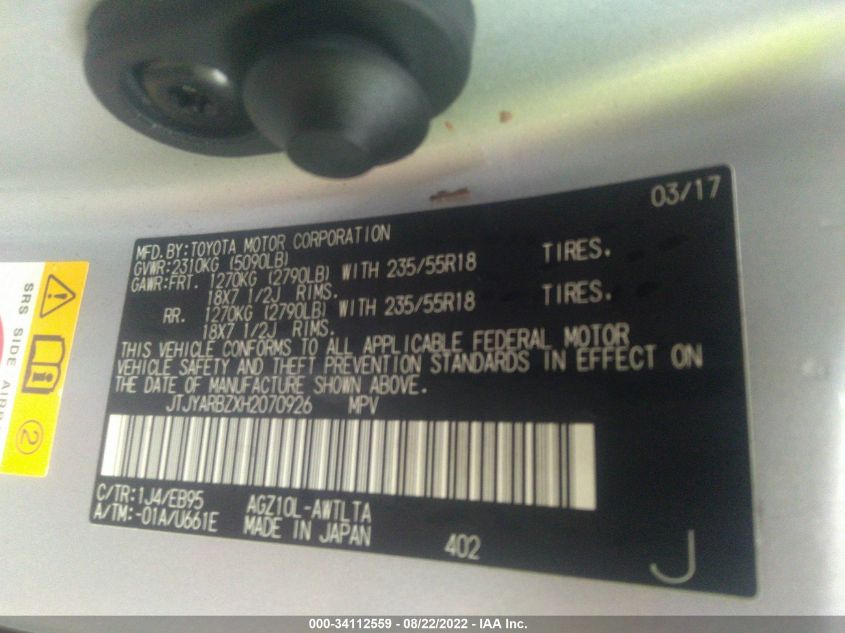 03/17
MFD. BY: TOYOTA MOTOR CORPORATION
GVWR: 2310KG (5090LB)
GAWR: FRT. 1270KG (2790LB) WITH 235/55R18 TIRES.
18X7 1/2J RIMS.
RR. 1270KG (2790LB) WITH 235/55R18 TIRES.
18X7 1/2J RIMS.
THIS VEHICLE CONFORMS TO ALL APPLICABLE FEDERAL MOTOR
VEHICLE SAFETY AND THEFT PREVENTION STANDARDS IN EFFECT ON
THE DATE OF MANUFACTURE SHOWN ABOVE.
JTJYARBZXH2070926 MPV
C/TR: 1J4/EB95 AGZ10L-AWTLTA
A/TM: -01A/U661E MADE IN JAPAN 402
J
SRS SIDE
2
000-34112559 - 08/22/2022 - IAA Inc.